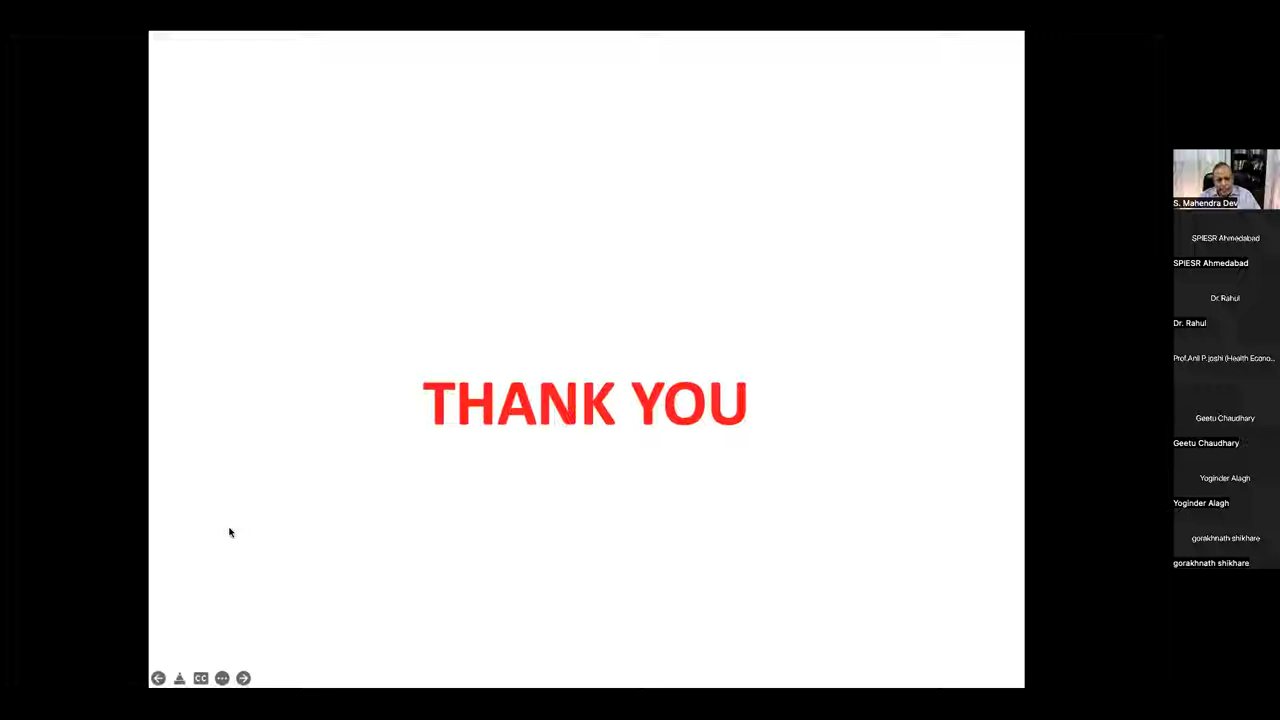 THANK YOU
CC
S. Mahendra Dev
SPIESR Ahmedabad
SPIESR Ahmedabad
Dr. Rahul
Dr. Rahul
Prof.Anil P. joshi (Health Econo...
Geetu Chaudhary
Geetu Chaudhary
Yoginder Alagh
Yoginder Alagh
gorakhnath shikhare
gorakhnath shikhare